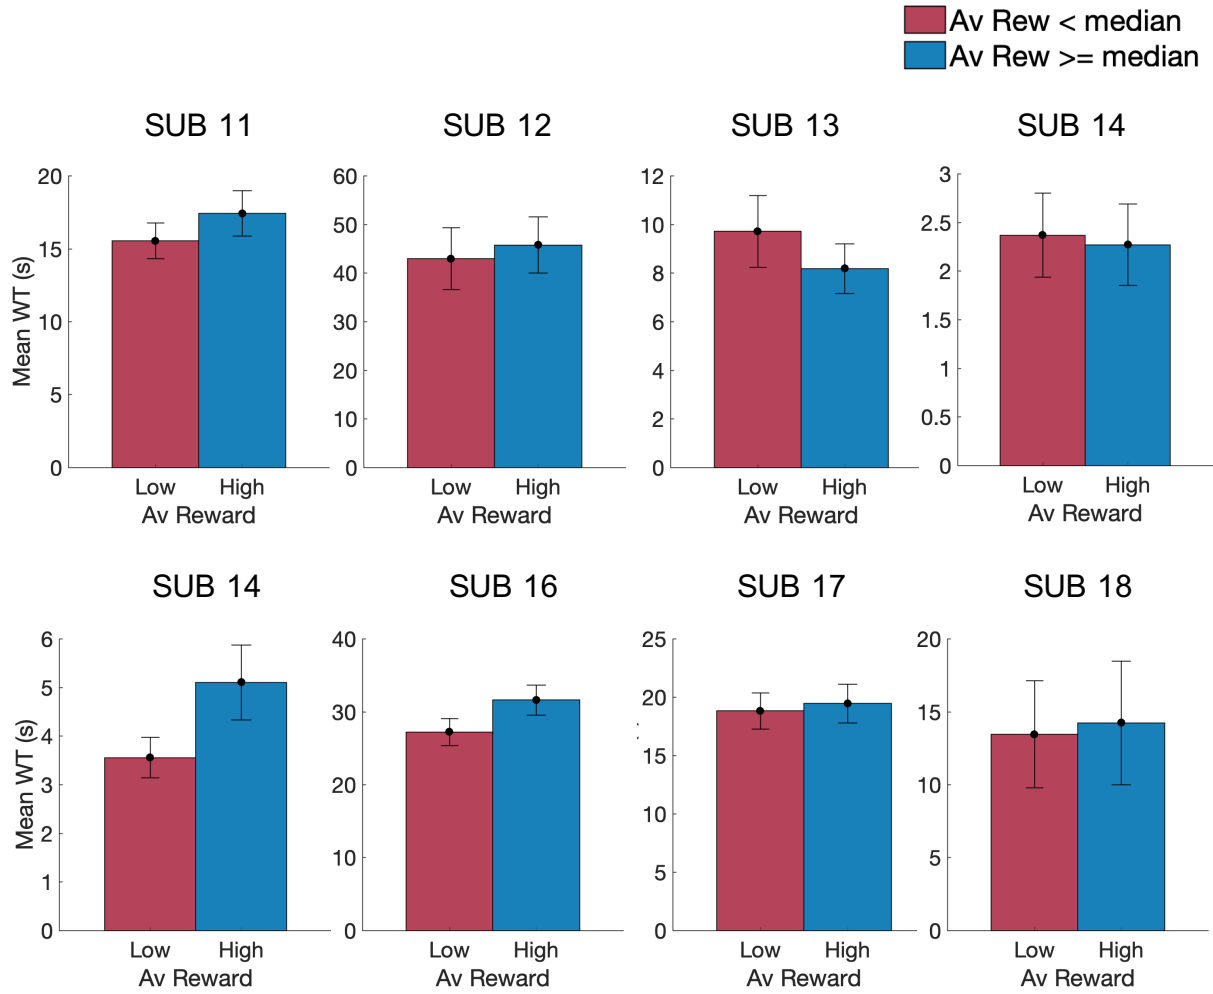 Av Rew < median
Av Rew >= median
SUB 11
SUB 12
SUB 13
SUB 14
Mean WT (s)
20
15
10
5
0
Low High
Av Reward
60
50
40
30
20
10
0
Low High
Av Reward
12
10
8
6
4
2
0
Low High
Av Reward
3
2.5
2
1.5
1
0.5
0
Low High
Av Reward
SUB 14
SUB 16
SUB 17
SUB 18
Mean WT (s)
6
5
4
3
2
1
0
Low High
Av Reward
40
30
20
10
0
Low High
Av Reward
25
20
15
10
5
0
Low High
Av Reward
20
15
10
5
0
Low High
Av Reward